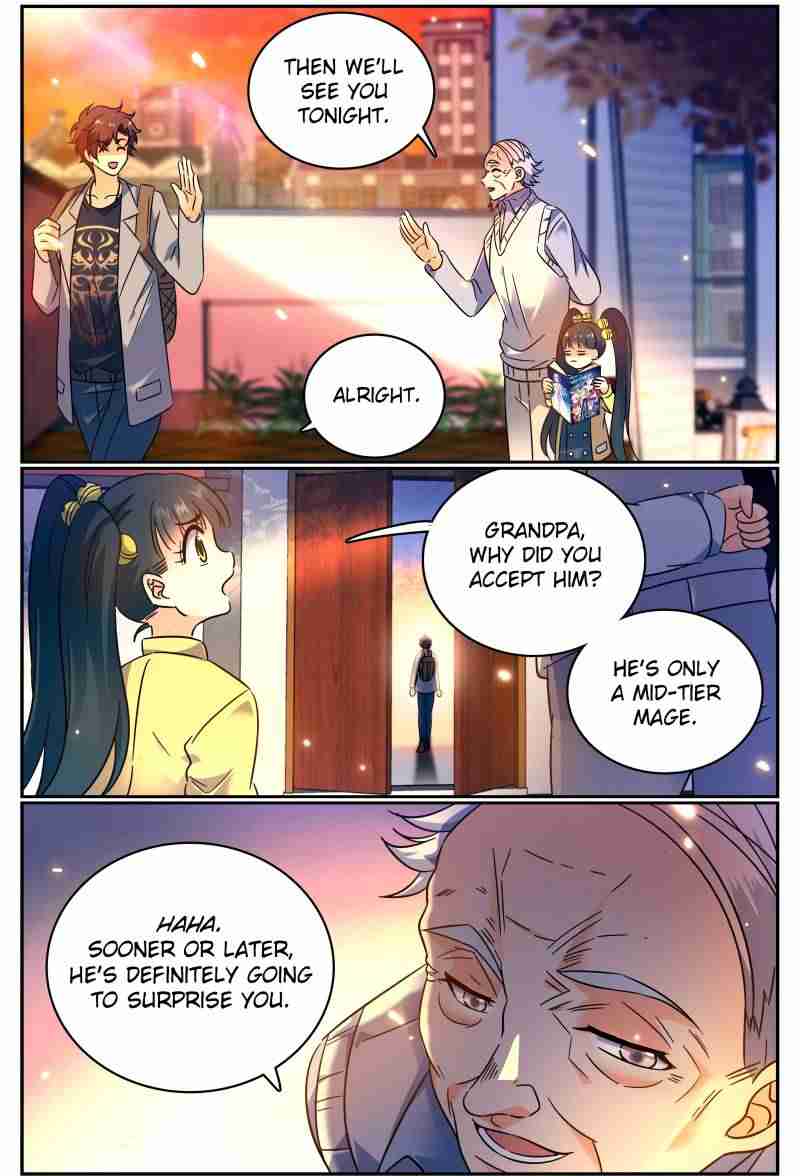 THEN WE'LL
SEE YOU
TONIGHT.
ALRIGHT.
GRANDPA,
WHY DID YOU
ACCEPT HIM?
HE'S ONLY
A MID-TIER
MAGE.
HAHA.
SOONER OR LATER,
HE'S DEFINITELY GOING
TO SURPRISE YOU.